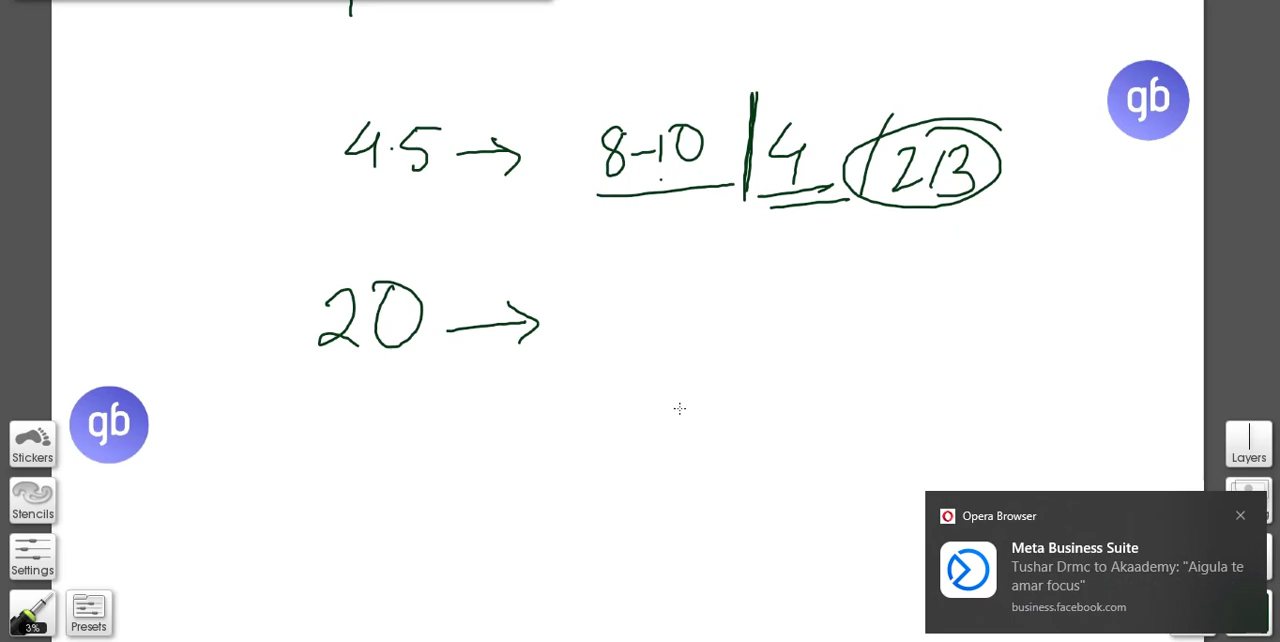 gb
4.5 → 8-10 | 4 / 2/3
20 →
gb
Stickers
Stencils
Settings
3%
Presets
Layers
Opera Browser
Meta Business Suite
Tushar Drmc to Akaademy: "Aigula te
amar focus"
business.facebook.com